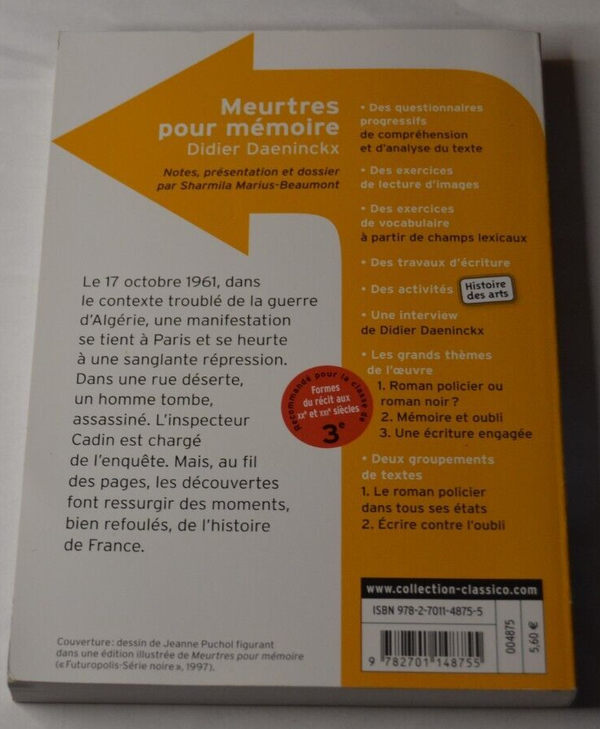 Meurtres
pour mémoire
Didier Daeninckx
Notes, présentation et dossier
par Sharmila Marius-Beaumont
Le 17 octobre 1961, dans
le contexte troublé de la guerre
d'Algérie, une manifestation
se tient à Paris et se heurte
à une sanglante répression.
Dans une rue déserte,
un homme tombe,
assassiné. L'inspecteur
Cadin est chargé
de l'enquête. Mais, au fil
des pages, les découvertes
font ressurgir des moments,
bien refoulés, de l'histoire
de France.
Recommandé pour la classe de
Formes
du récit aux
XXe et XXIe siècles
3e
• Des questionnaires
progressifs
de compréhension
et d'analyse du texte
• Des exercices
de lecture d'images
• Des exercices
de vocabulaire
à partir de champs lexicaux
• Des travaux d'écriture
• Des activités Histoire
des arts
• Une interview
de Didier Daeninckx
• Les grands thèmes
de l'œuvre
1. Roman policier ou
roman noir ?
2. Mémoire et oubli
3. Une écriture engagée
• Deux groupements
de textes
1. Le roman policier
dans tous ses états
2. Écrire contre l'oubli
www.collection-classico.com
ISBN 978-2-7011-4875-5
9 782701 148755
004875
5,60 €
Couverture : dessin de Jeanne Puchol figurant
dans une édition illustrée de Meurtres pour mémoire
(« Futuropolis-Série noire », 1997).